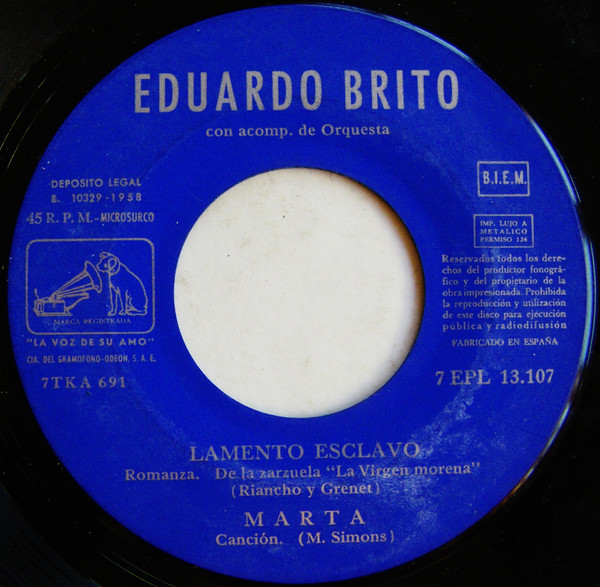 EDUARDO BRITO
con acomp. de Orquesta
DEPOSITO LEGAL
B. 10329-1958
45 R. P. M.-MICROSURCO
MARCA REGISTRADA
"LA VOZ DE SU AMO"
CIA. DEL GRAMOFONO-ODEON, S. A. E.
7TKA 691
B.I.E.M.
IMP. LUJO A
METALICO
PERMISO 134
Reservados todos los dere-
chos del productor fonográfi-
co y del propietario de la
obra impresionada. Prohibida
la reproducción y utilización
de este disco para ejecución
pública y radiodifusión
FABRICADO EN ESPAÑA
7 EPL 13.107
LAMENTO ESCLAVO
Romanza. De la zarzuela "La Virgen morena"
(Riancho y Grenet)
MARTA
Canción. (M. Simons)